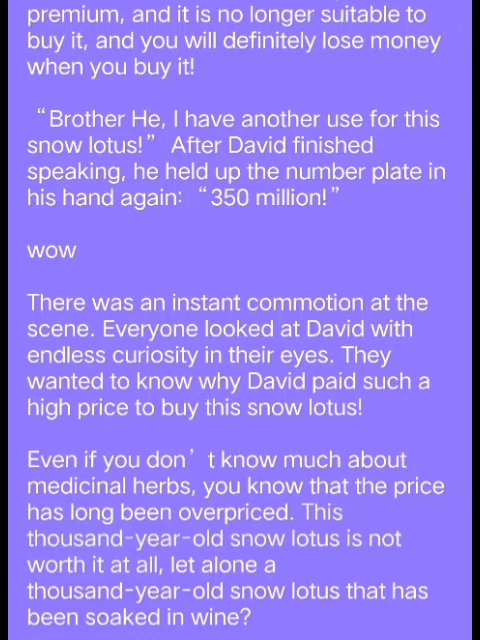 premium, and it is no longer suitable to
buy it, and you will definitely lose money
when you buy it!
“Brother He, I have another use for this
snow lotus!” After David finished
speaking, he held up the number plate in
his hand again: “350 million!”
wow
There was an instant commotion at the
scene. Everyone looked at David with
endless curiosity in their eyes. They
wanted to know why David paid such a
high price to buy this snow lotus!
Even if you don’t know much about
medicinal herbs, you know that the price
has long been overpriced. This
thousand-year-old snow lotus is not
worth it at all, let alone a
thousand-year-old snow lotus that has
been soaked in wine?